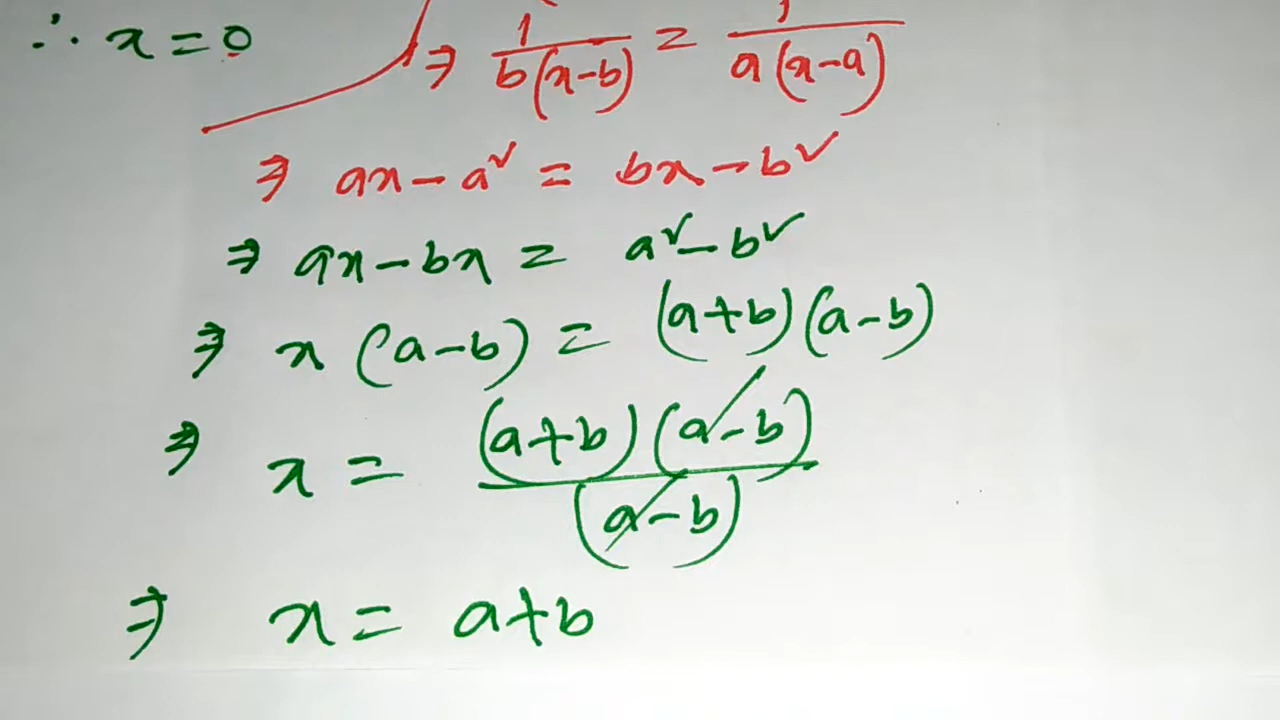 ∴ x = 0
⇒ 1/b(x-b) = 1/a(x-a)
⇒ ax - a² = bx - b²
⇒ ax - bx = a² - b²
⇒ x (a-b) = (a+b)(a-b)
⇒ x = (a+b)(a-b)/(a-b)
⇒ x = a+b